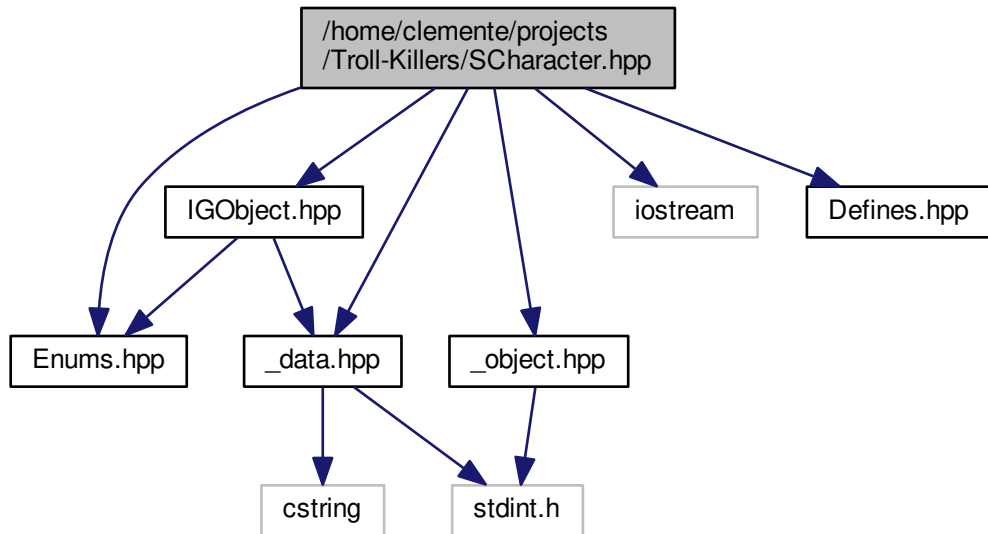 /home/clemente/projects
/Troll-Killers/SCharacter.hpp
IGObject.hpp
iostream
Defines.hpp
Enums.hpp
_data.hpp
_object.hpp
cstring
stdint.h